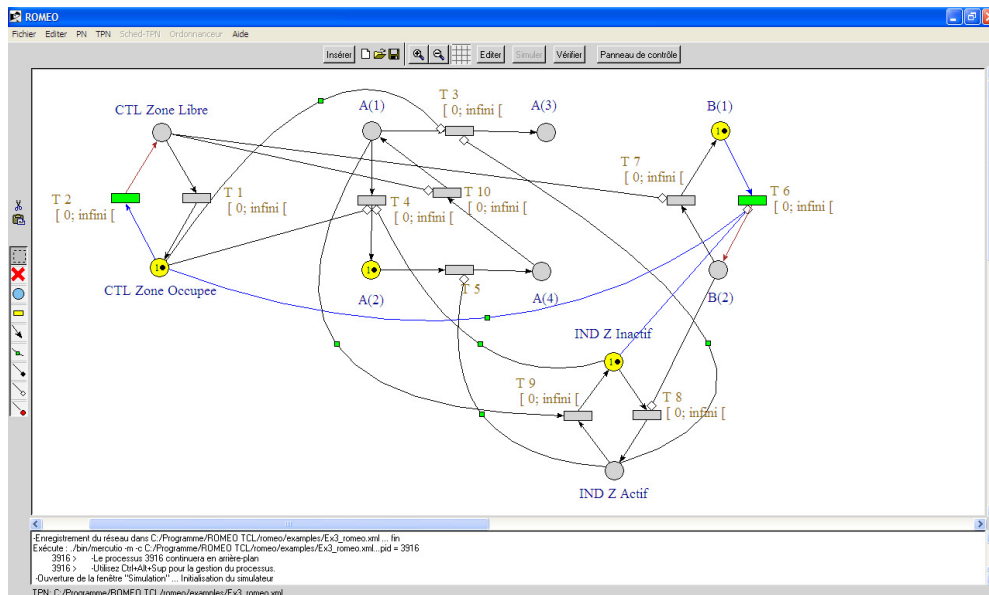 ROMEO
Fichier Editer PN TPN Sched-TPN Ordonnanceur Aide
Insérer Editer Simuler Vérifier Panneau de contrôle
CTL Zone Libre
A(1)
T 3
[ 0; infini [
A(3)
B(1)
T 7
[ 0; infini [
T 2
[ 0; infini [
T 1
[ 0; infini [
T 4
[ 0; infini [
T 10
[ 0; infini [
T 6
[ 0; infini [
CTL Zone Occupee
A(2)
T 5
A(4)
B(2)
IND Z Inactif
T 9
[ 0; infini [
T 8
[ 0; infini [
IND Z Actif
-Enregistrement du réseau dans C:/Programme/ROMEO TCL/romeo/examples/Ex3_romeo.xml ... fin
Exécute : ./bin/mercutio -m -c C:/Programme/ROMEO TCL/romeo/examples/Ex3_romeo.xml...pid = 3916
3916 > -Le processus 3916 continuera en arrière-plan
3916 > -Utilisez Ctrl+Alt+Sup pour la gestion du processus.
-Ouverture de la fenêtre "Simulation" ... Initialisation du simulateur
TPN: C:/Programme/ROMEO TCL/romeo/examples/Ex3_romeo.xml